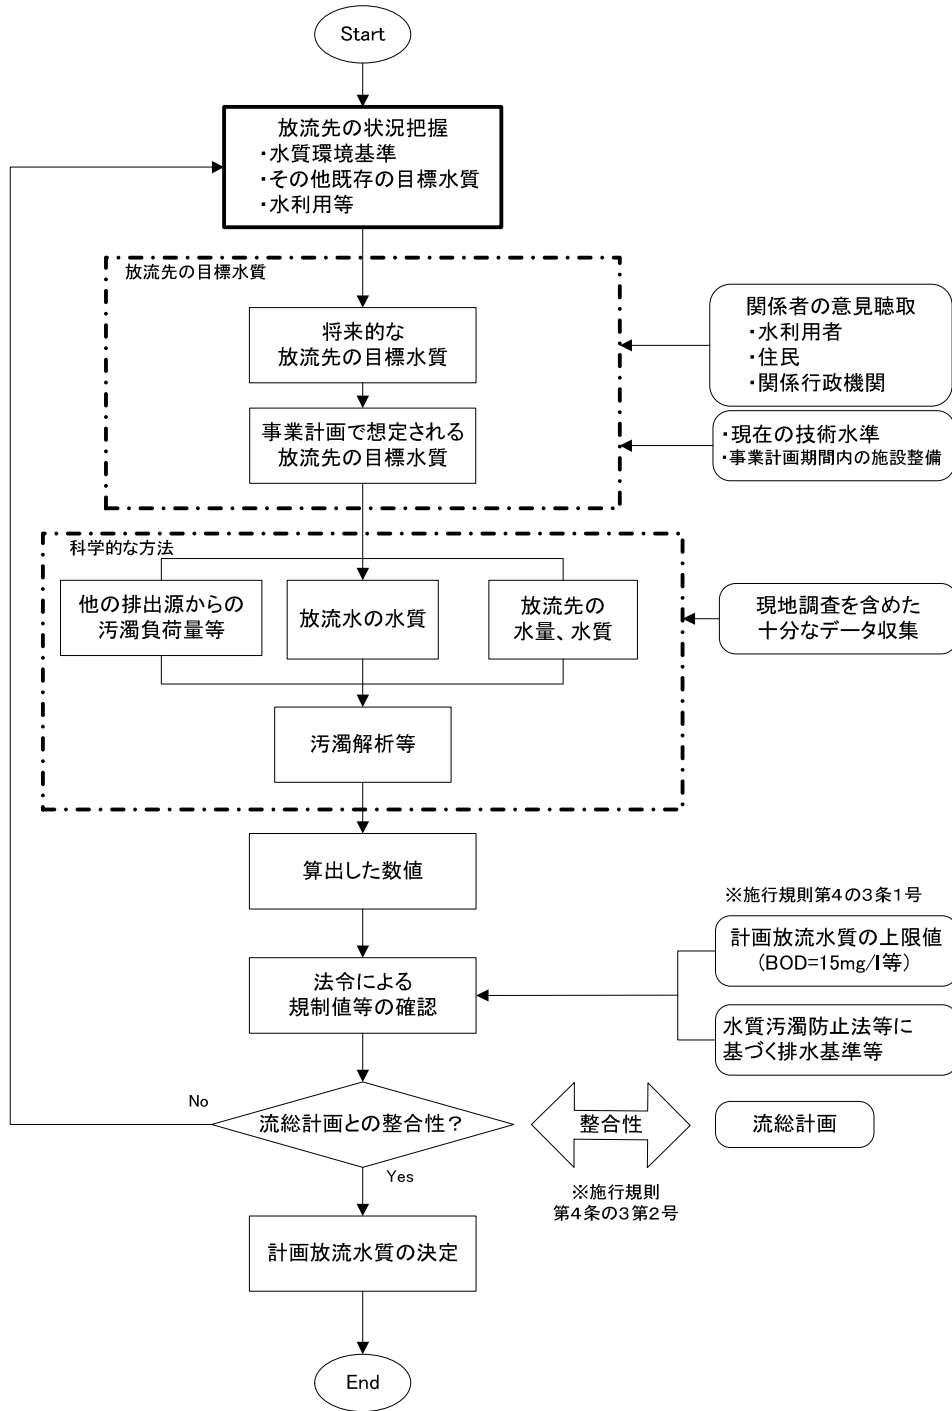 Start
放流先の状況把握
・水質環境基準
・その他既存の目標水質
・水利用等
放流先の目標水質
将来的な
放流先の目標水質
関係者の意見聴取
・水利用者
・住民
・関係行政機関
事業計画で想定される
放流先の目標水質
・現在の技術水準
・事業計画期間内の施設整備
科学的な方法
他の排出源からの
汚濁負荷量等
放流水の水質
放流先の
水量、水質
現地調査を含めた
十分なデータ収集
汚濁解析等
算出した数値
※施行規則第4の3条1号
計画放流水質の上限値
(BOD=15mg/l等)
法令による
規制値等の確認
水質汚濁防止法等に
基づく排水基準等
No
流総計画との整合性？
整合性
流総計画
Yes
※施行規則
第4条の3第2号
計画放流水質の決定
End